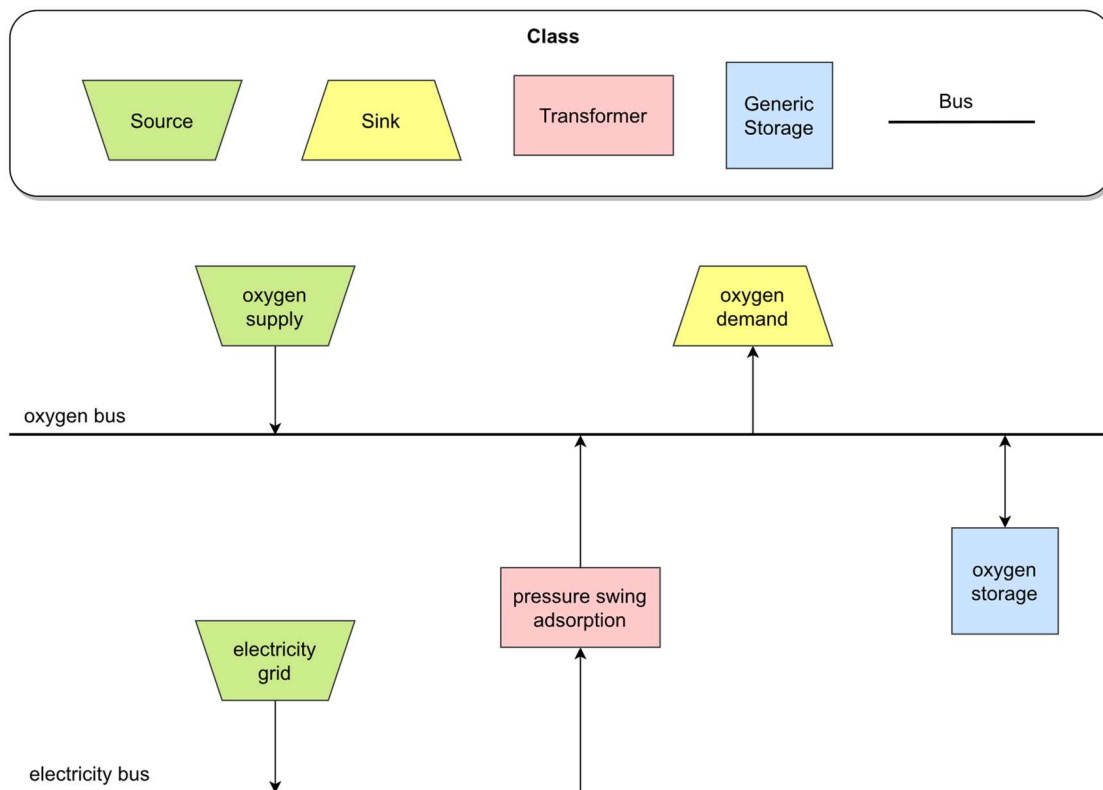 Class
Source
Sink
Transformer
Generic
Storage
Bus
oxygen
supply
oxygen
demand
oxygen bus
pressure swing
adsorption
oxygen
storage
electricity
grid
electricity bus